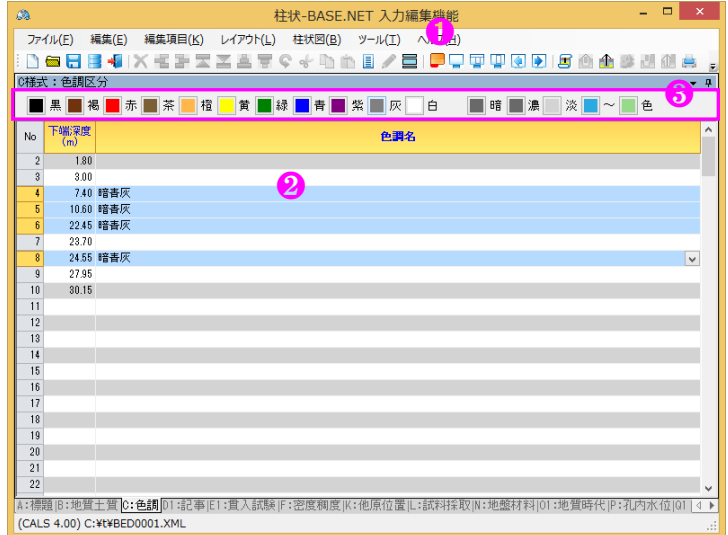 柱状-BASE.NET 入力編集機能
ファイル(F) 編集(E) 編集項目(K) レイアウト(L) 柱状図(B) ツール(T)
1
C様式:色調区分
3
黒 褐 赤 茶 橙 黄 緑 青 紫 灰 白 暗 濃 淡 ～ 色
No 下端深度(m) 色調名
2 1.80
3 3.00
2
4 7.40 暗青灰
5 10.60 暗青灰
6 22.45 暗青灰
7 23.70
8 24.55 暗青灰
9 27.95
10 30.15
11
12
13
14
15
16
17
18
19
20
21
22
A:標題 B:地質土質 C:色調 D1:記事 E1:貫入試験 F:密度稠度 K:他原位置 L:試料採取 N:地盤材料 O1:地質時代 P:孔内水位 Q1
(CALS 4.00) C:¥t¥BED0001.XML